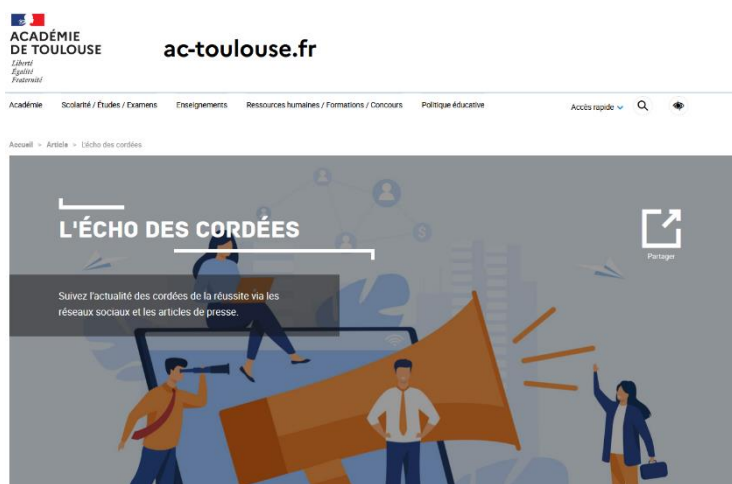 ACADÉMIE
DE TOULOUSE
Liberté
Égalité
Fraternité
ac-toulouse.fr
Académie Scolarité / Études / Examens Enseignements Ressources humaines / Formations / Concours Politique éducative Accès rapide
Accueil > Article > L'écho des cordées
L'ÉCHO DES CORDÉES
Partager
Suivez l'actualité des cordées de la réussite via les
réseaux sociaux et les articles de presse.